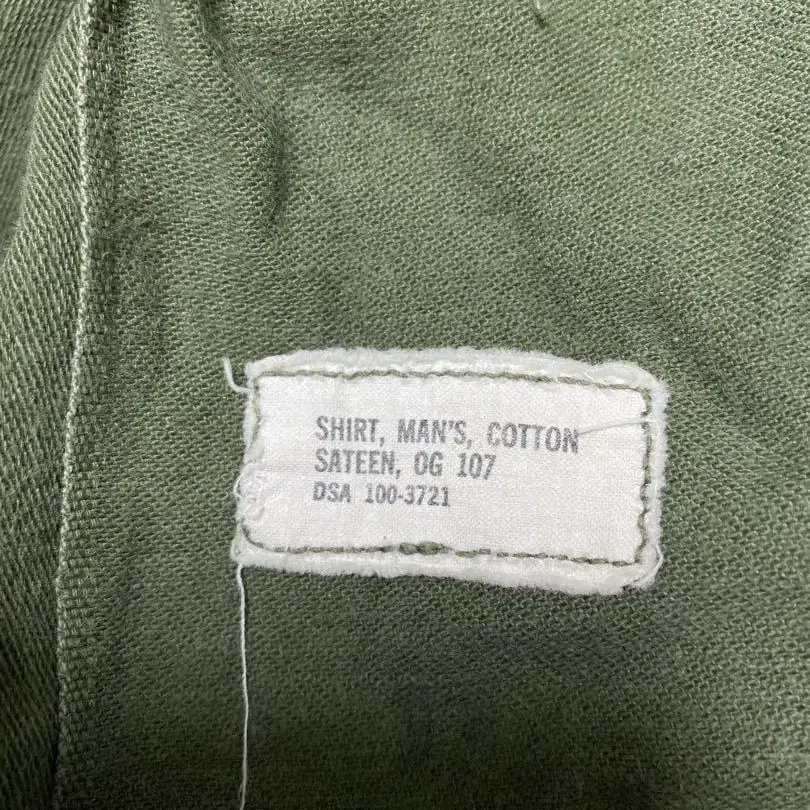 SHIRT, MAN'S, COTTON
SATEEN, OG 107
DSA 100-3721